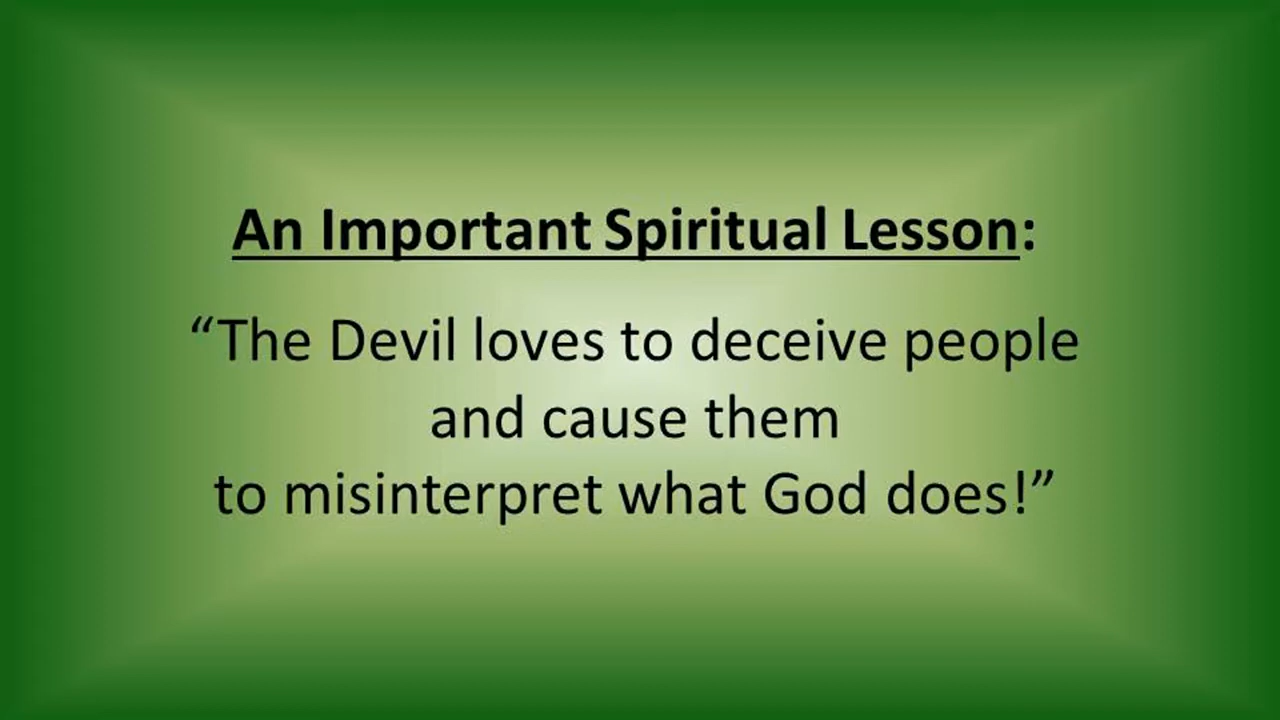 An Important Spiritual Lesson:
“The Devil loves to deceive people
and cause them
to misinterpret what God does!”